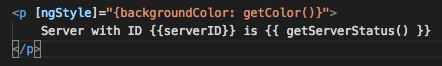 <p [ngStyle]="{backgroundColor: getColor()}">
Server with ID {{serverID}} is {{ getServerStatus() }}
</p>